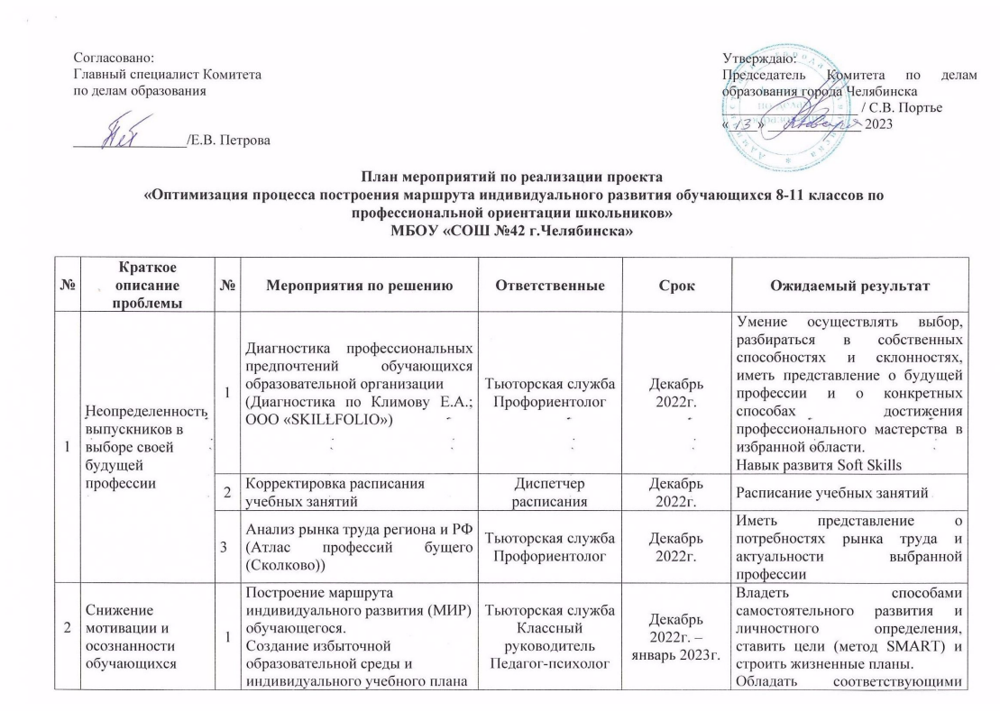 Согласовано:
Главный специалист Комитета
по делам образования
/Е.В. Петрова
Утверждаю:
Председатель Комитета по делам
образования города Челябинска
/ С.В. Портье
« 13 » января 2023
План мероприятий по реализации проекта
«Оптимизация процесса построения маршрута индивидуального развития обучающихся 8-11 классов по
профессиональной ориентации школьников»
МБОУ «СОШ №42 г.Челябинска»
№
Краткое
описание
проблемы
№
Мероприятия по решению
Ответственные
Срок
Ожидаемый результат
1
Неопределенность
выпускников в
выборе своей
будущей
профессии
1
Диагностика профессиональных
предпочтений обучающихся
образовательной организации
(Диагностика по Климову Е.А.;
ООО «SKILLFOLIO»)
Тьюторская служба
Профориентолог
Декабрь
2022г.
Умение осуществлять выбор,
разбираться в собственных
способностях и склонностях,
иметь представление о будущей
профессии и о конкретных
способах достижения
профессионального мастерства в
избранной области.
Навык развитя Soft Skills
2
Корректировка расписания
учебных занятий
Диспетчер
расписания
Декабрь
2022г.
Расписание учебных занятий
3
Анализ рынка труда региона и РФ
(Атлас профессий бущего
(Сколково))
Тьюторская служба
Профориентолог
Декабрь
2022г.
Иметь представление о
потребностях рынка труда и
актуальности выбранной
профессии
2
Снижение
мотивации и
осознанности
обучающихся
1
Построение маршрута
индивидуального развития (МИР)
обучающегося.
Создание избыточной
образовательной среды и
индивидуального учебного плана
Тьюторская служба
Классный
руководитель
Педагог-психолог
Декабрь
2022г. –
январь 2023г.
Владеть способами
самостоятельного развития и
личностного определения,
ставить цели (метод SMART) и
строить жизненные планы.
Обладать соответствующими